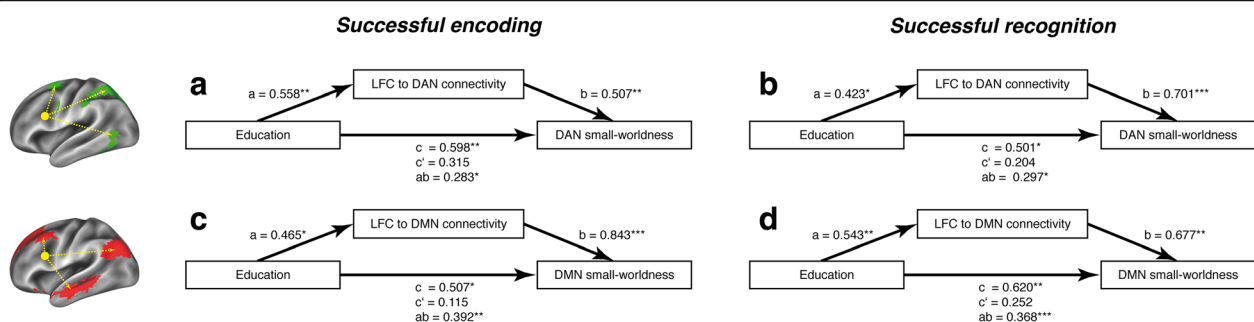 Successful encoding
Successful recognition
a
LFC to DAN connectivity
a = 0.558**
b = 0.507**
Education
DAN small-worldness
c = 0.598**
c' = 0.315
ab = 0.283*
b
LFC to DAN connectivity
a = 0.423*
b = 0.701***
Education
DAN small-worldness
c = 0.501*
c' = 0.204
ab = 0.297*
c
LFC to DMN connectivity
a = 0.465*
b = 0.843***
Education
DMN small-worldness
c = 0.507*
c' = 0.115
ab = 0.392**
d
LFC to DMN connectivity
a = 0.543**
b = 0.677**
Education
DMN small-worldness
c = 0.620**
c' = 0.252
ab = 0.368***